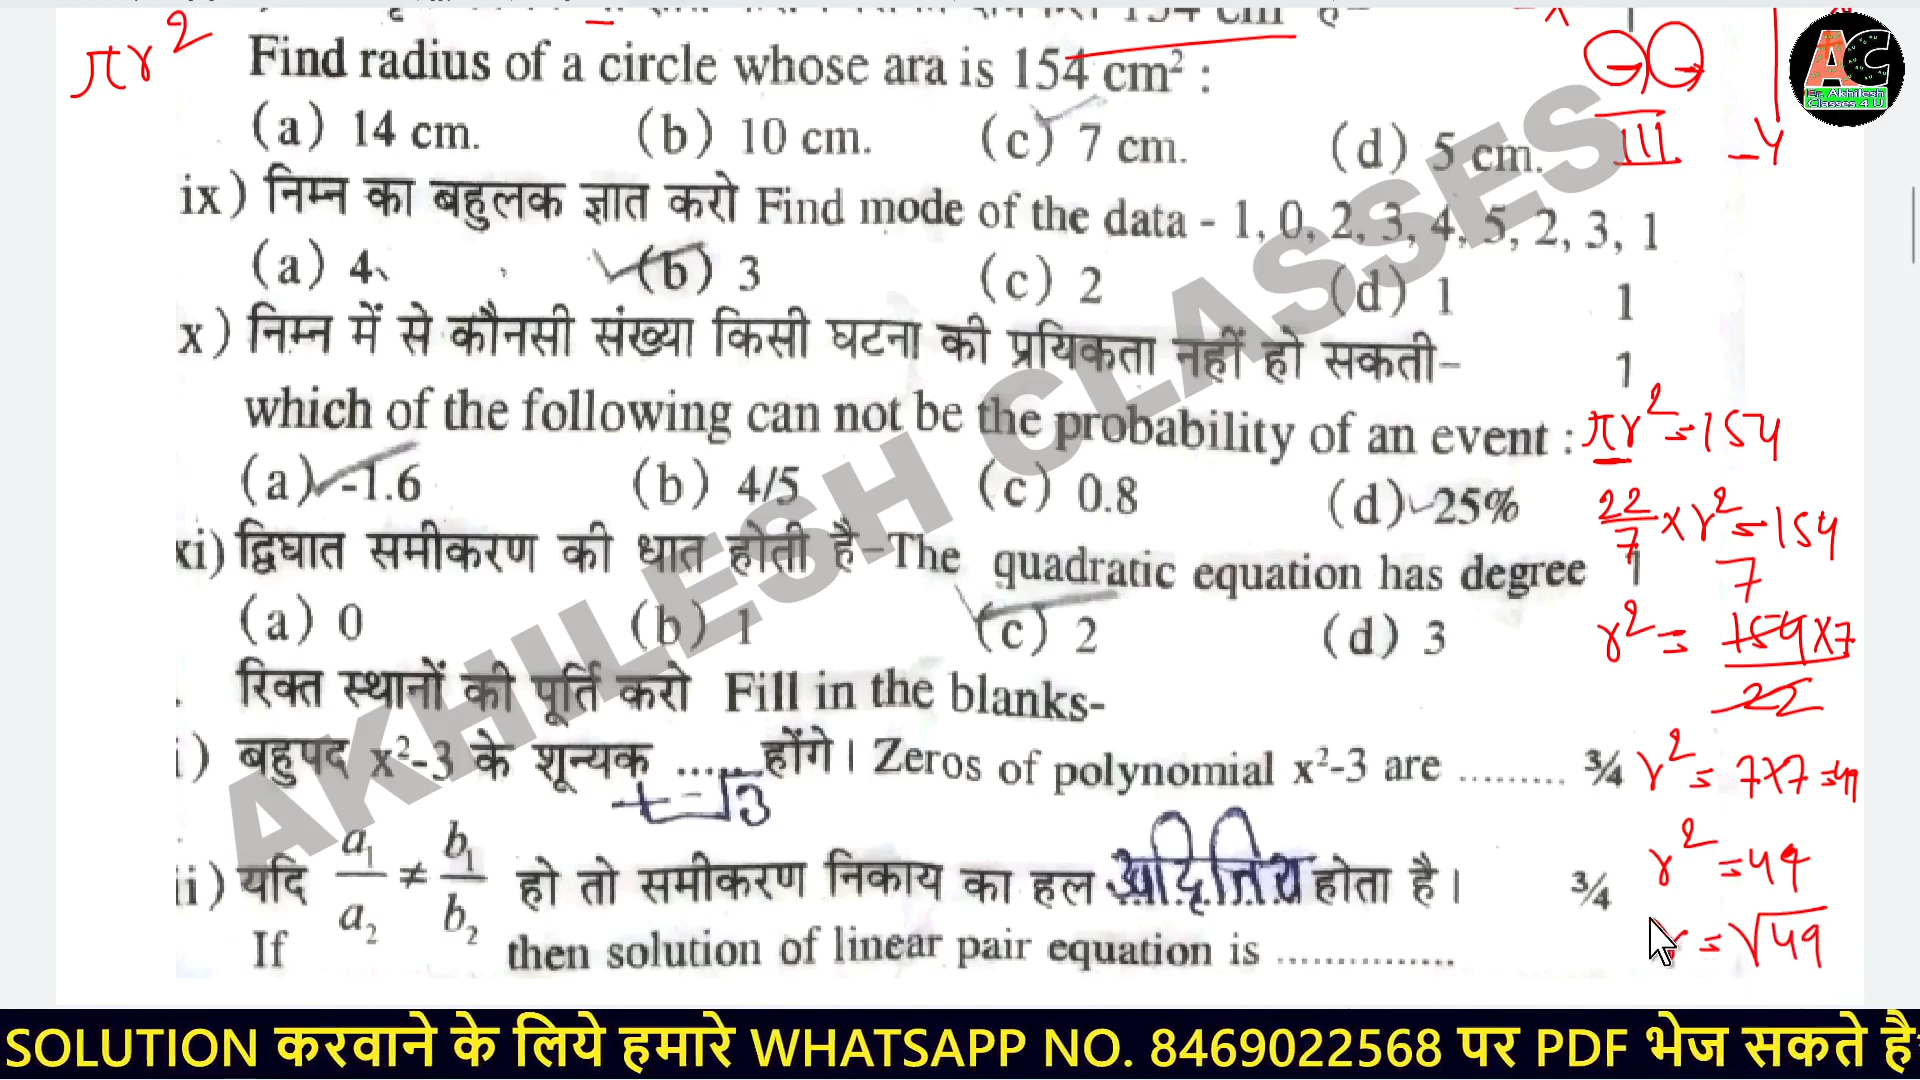 πr²
Find radius of a circle whose ara is 154 cm² :
(a) 14 cm. (b) 10 cm. (c) 7 cm. (d) 5 cm.
III -Y
AC
Er. Akhilesh
Classes 4 U
ix) निम्न का बहुलक ज्ञात करो Find mode of the data - 1, 0, 2, 3, 4, 5, 2, 3, 1
(a) 4 (b) 3 (c) 2 (d) 1 1
x) निम्न में से कौनसी संख्या किसी घटना की प्रयिकता नहीं हो सकती- 1
which of the following can not be the probability of an event :
(a) -1.6 (b) 4/5 (c) 0.8 (d) 25%
xi) द्विघात समीकरण की धात होती है-The quadratic equation has degree 1
(a) 0 (b) 1 (c) 2 (d) 3
रिक्त स्थानों की पूर्ति करो Fill in the blanks-
i) बहुपद x²-3 के शून्यक ...... होंगे। Zeros of polynomial x²-3 are ......... ¾
± √3
ii) यदि a₁/a₂ ≠ b₁/b₂ हो तो समीकरण निकाय का हल होता है। ¾
If then solution of linear pair equation is ...............
πr² = 154
22/7 × r² = 154
7
r² = 154×7/22
r² = 7×7 = 49
r² = 49
r = √49
AKHILESH CLASSES
SOLUTION करवाने के लिये हमारे WHATSAPP NO. 8469022568 पर PDF भेज सकते है